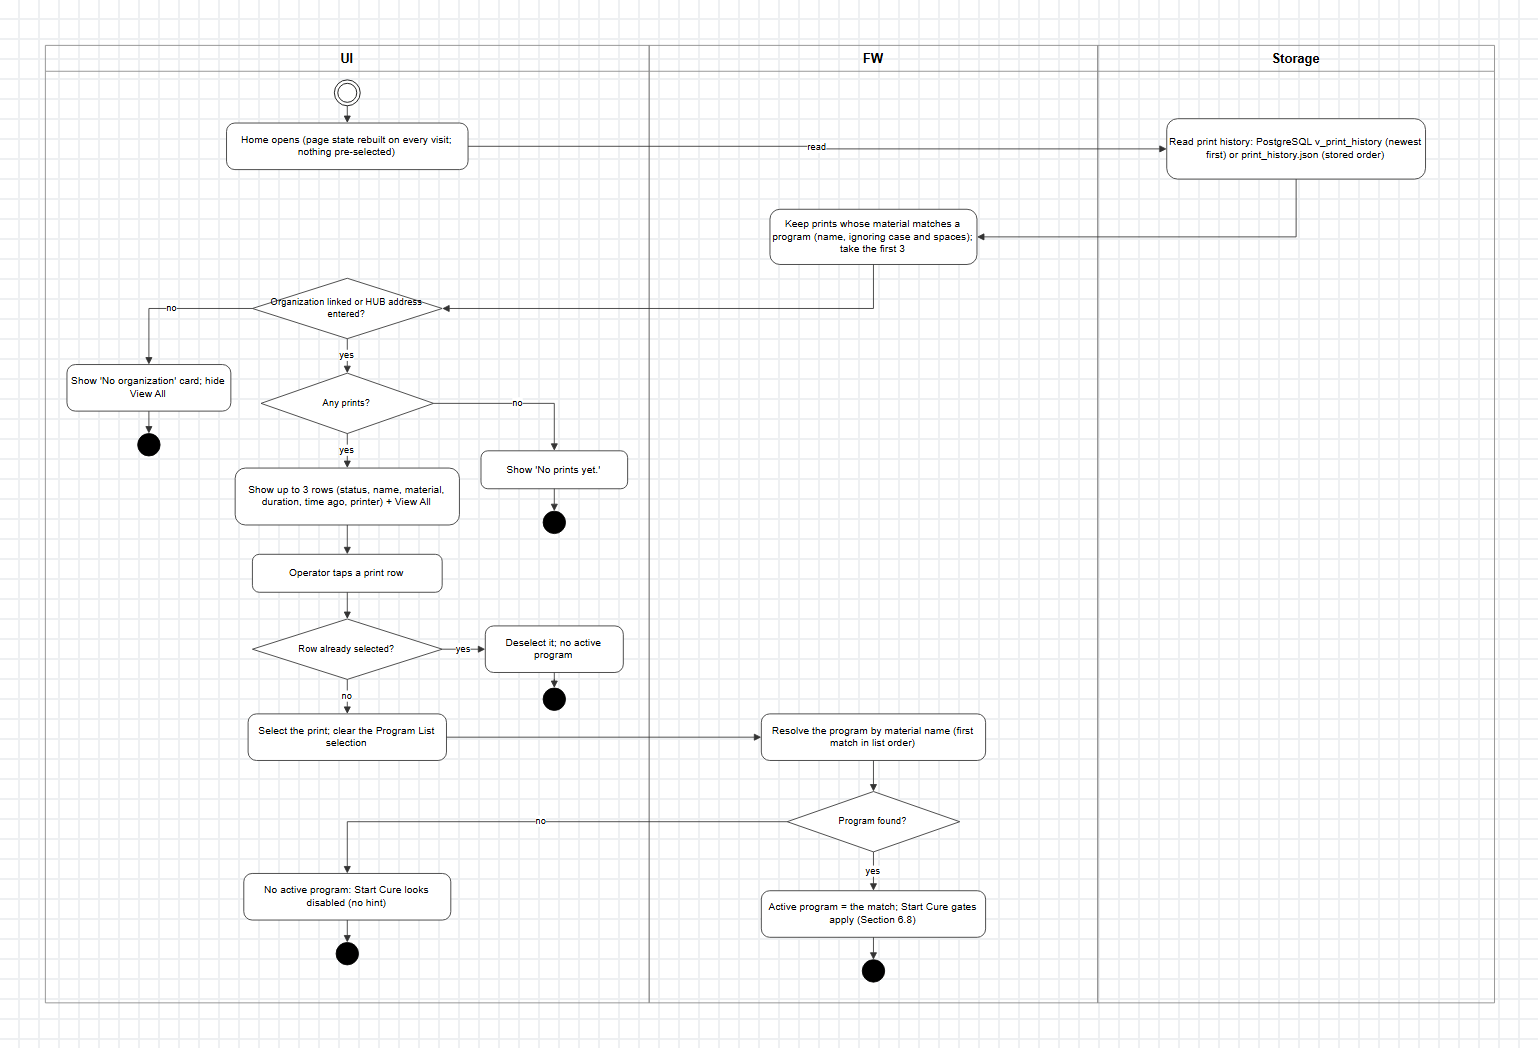 UI
FW
Storage
Home opens (page state rebuilt on every visit;
nothing pre-selected)
read
Read print history: PostgreSQL v_print_history (newest
first) or print_history.json (stored order)
Keep prints whose material matches a
program (name, ignoring case and spaces);
take the first 3
Organization linked or HUB address
entered?
no
yes
Show 'No organization' card; hide
View All
Any prints?
no
yes
Show 'No prints yet.'
Show up to 3 rows (status, name, material,
duration, time ago, printer) + View All
Operator taps a print row
Row already selected?
yes
Deselect it; no active
program
no
Select the print; clear the Program List
selection
Resolve the program by material name (first
match in list order)
Program found?
no
yes
No active program: Start Cure looks
disabled (no hint)
Active program = the match; Start Cure gates
apply (Section 6.8)